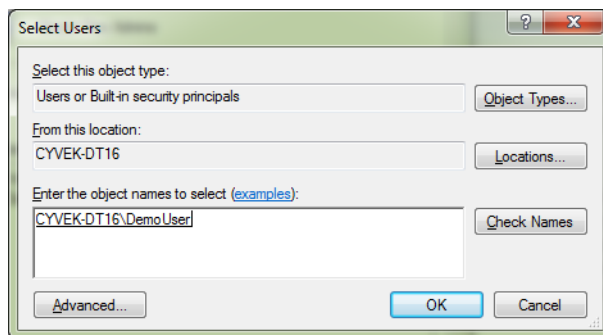 Select Users
Select this object type:
Users or Built-in security principals
Object Types...
From this location:
CYVEK-DT16
Locations...
Enter the object names to select (examples):
CYVEK-DT16\DemoUser
Check Names
Advanced...
OK
Cancel